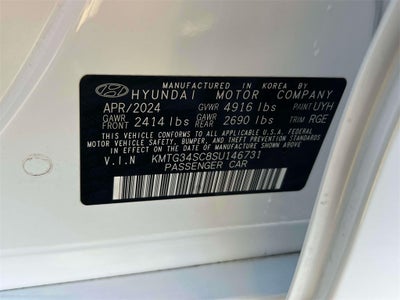 MANUFACTURED IN KOREA BY
HYUNDAI MOTOR COMPANY
APR/2024 GVWR 4916 lbs PAINT UYH
GAWR FRONT 2414 lbs GAWR REAR 2690 lbs TRIM RGE
THIS VEHICLE CONFORMS TO ALL APPLICABLE U.S.A. FEDERAL
MOTOR VEHICLE SAFETY, BUMPER, AND THEFT PREVENTION STANDARDS
IN EFFECT ON THE DATE OF MANUFACTURE SHOWN ABOVE.
V.I.N KMTG34SC8SU146731
PASSENGER CAR